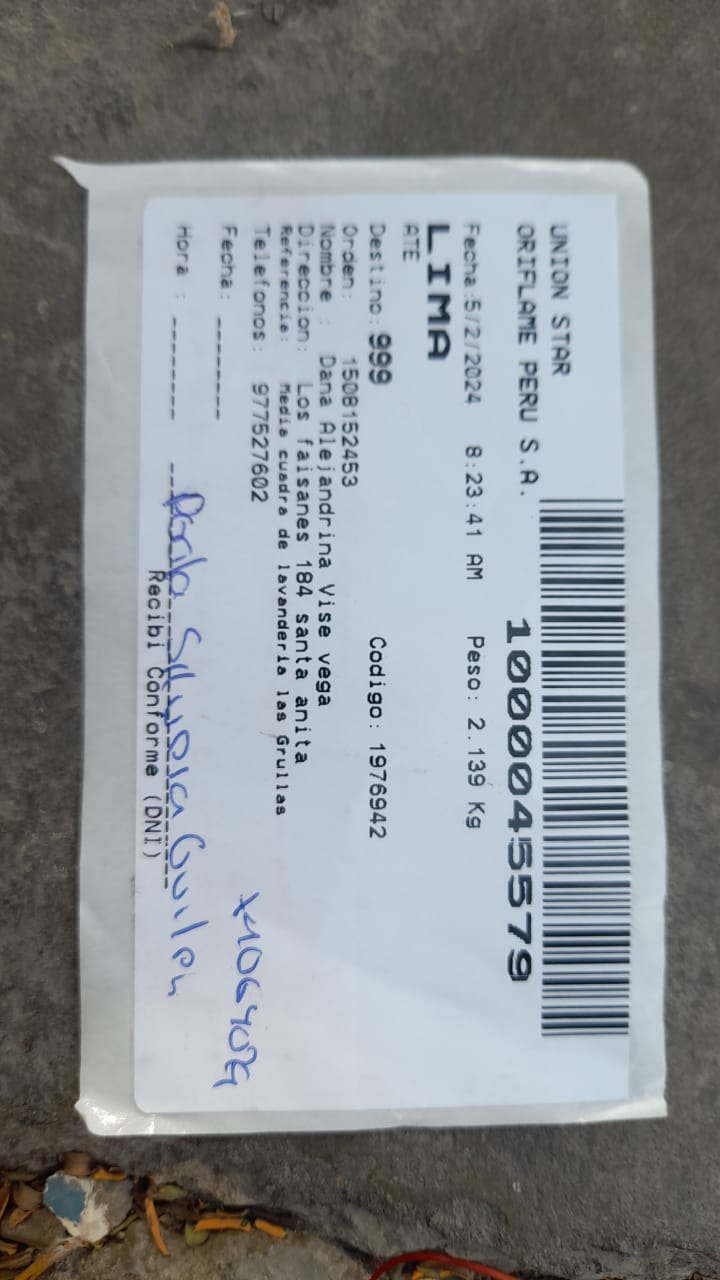 UNION STAR
ORIFLAME PERU S.A.
10000045579
Fecha:5/2/2024 8:23:41 AM Peso: 2.139 Kg
LIMA
ATE
Destino: 999 Codigo: 1976942
Orden: 1508152453
Nombre : Dana Alejandrina Vise vega
Direccion: Los faisanes 184 santa anita
Referencia: Media cuadra de lavanderia las Grullas
Telefonos: 977527602
Fecha: _______
Hora : ________
Recibi Conforme (DNI)